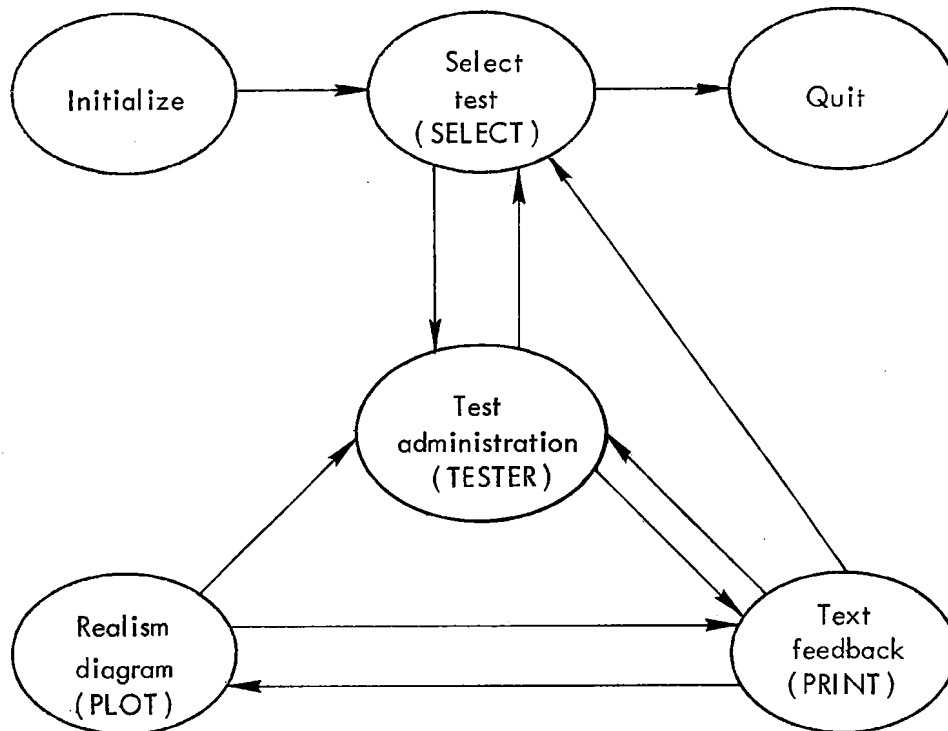 Initialize
Select
test
(SELECT)
Quit
Test
administration
(TESTER)
Realism
diagram
(PLOT)
Text
feedback
(PRINT)